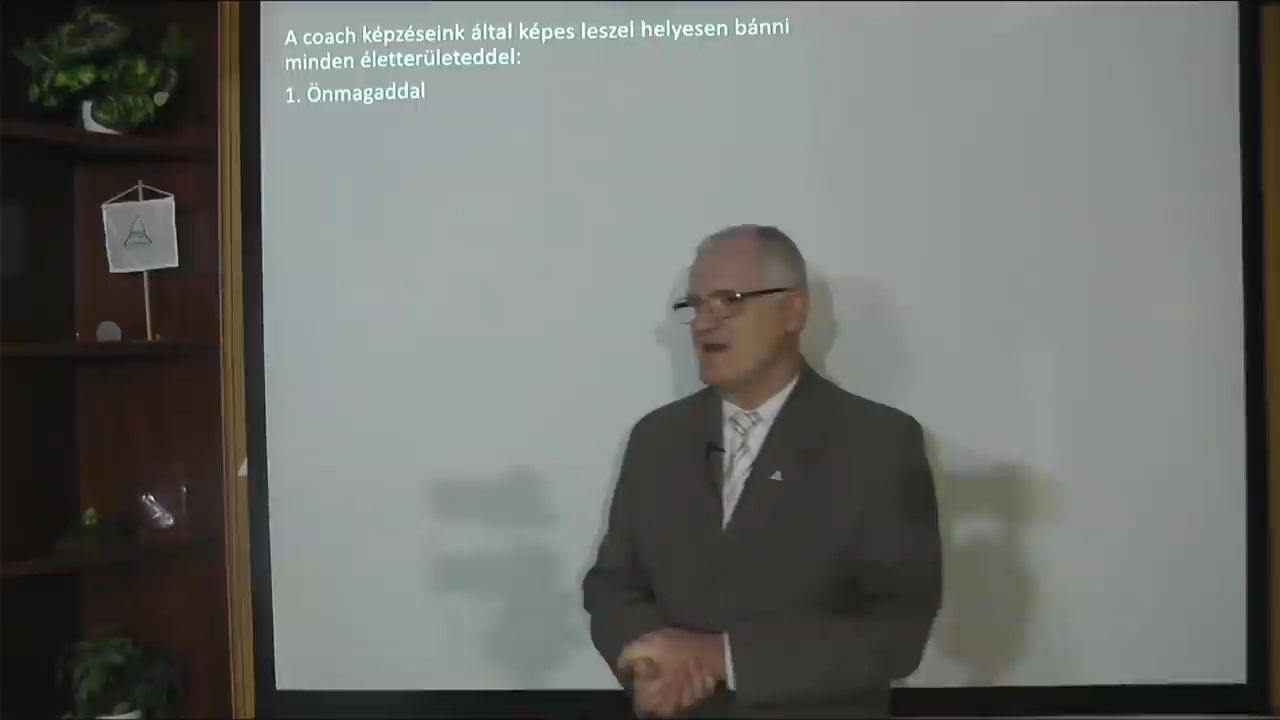 A coach képzéseink által képes leszel helyesen bánni
minden életterületeddel:
1. Önmagaddal